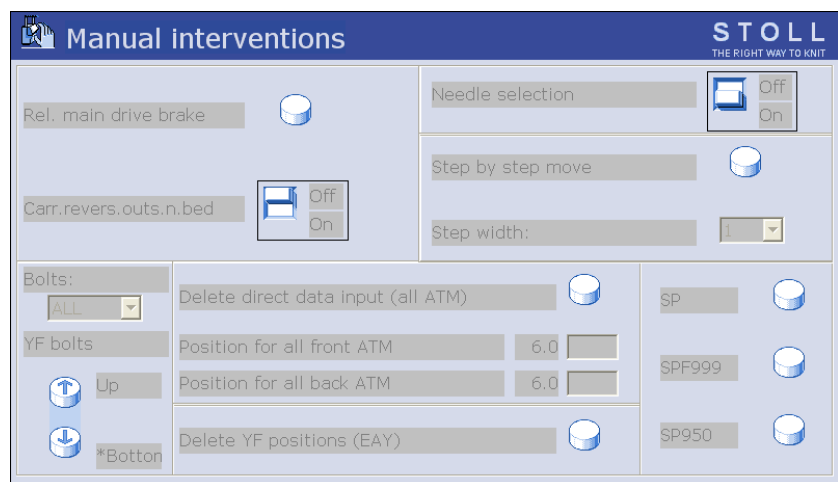 Manual interventions
STOLL
THE RIGHT WAY TO KNIT
Rel. main drive brake
Carr.revers.outs.n.bed
Off
On
Needle selection
Off
On
Step by step move
Step width:
1
Bolts:
ALL
YF bolts
Up
*Botton
Delete direct data input (all ATM)
Position for all front ATM
6.0
Position for all back ATM
6.0
Delete YF positions (EAY)
SP
SPF999
SP950